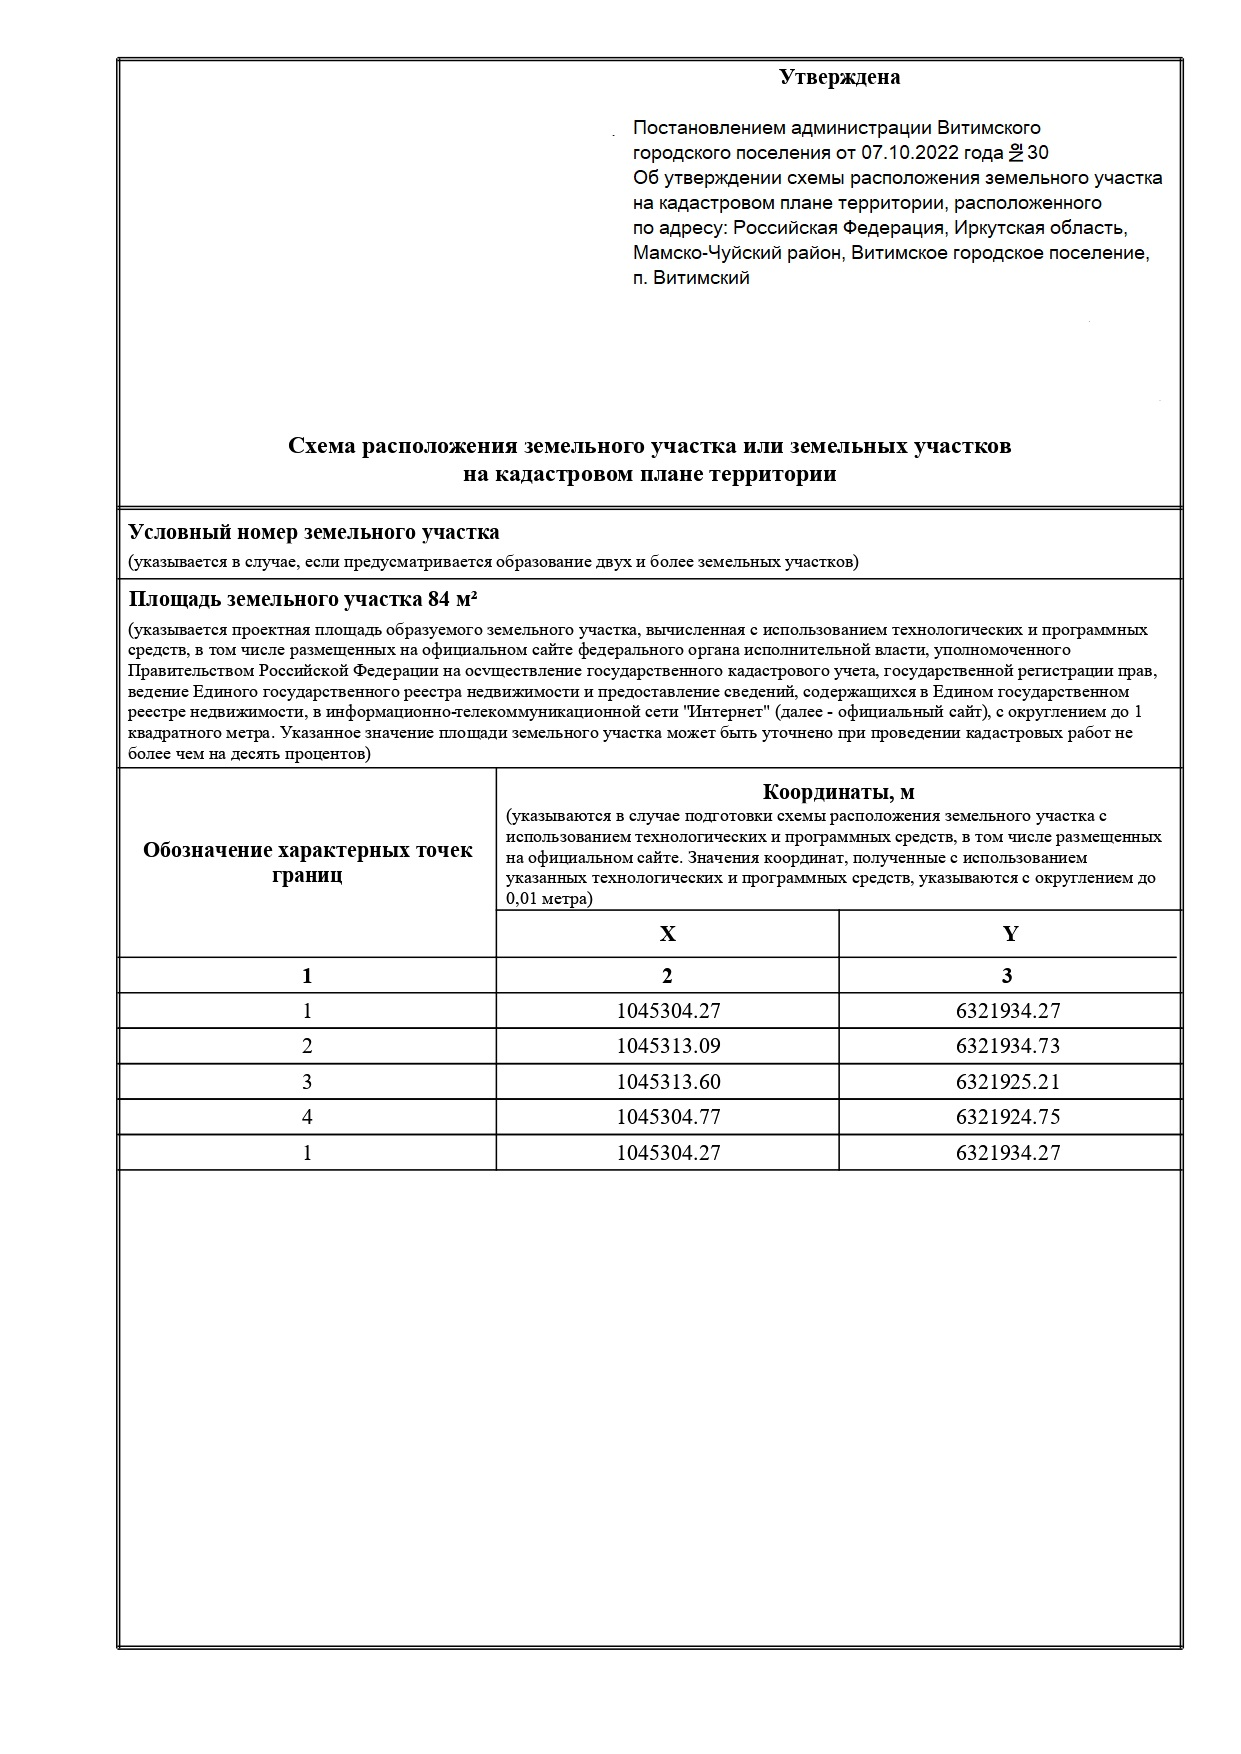 Утверждена
Постановлением администрации Витимского
городского поселения от 07.10.2022 года № 30
Об утверждении схемы расположения земельного участка
на кадастровом плане территории, расположенного
по адресу: Российская Федерация, Иркутская область,
Мамско-Чуйский район, Витимское городское поселение,
п. Витимский
Схема расположения земельного участка или земельных участков
на кадастровом плане территории
Условный номер земельного участка
(указывается в случае, если предусматривается образование двух и более земельных участков)
Площадь земельного участка 84 м²
(указывается проектная площадь образуемого земельного участка, вычисленная с использованием технологических и программных
средств, в том числе размещенных на официальном сайте федерального органа исполнительной власти, уполномоченного
Правительством Российской Федерации на осуществление государственного кадастрового учета, государственной регистрации прав,
ведение Единого государственного реестра недвижимости и предоставление сведений, содержащихся в Едином государственном
реестре недвижимости, в информационно-телекоммуникационной сети "Интернет" (далее - официальный сайт), с округлением до 1
квадратного метра. Указанное значение площади земельного участка может быть уточнено при проведении кадастровых работ не
более чем на десять процентов)
Обозначение характерных точек
границ
Координаты, м
(указываются в случае подготовки схемы расположения земельного участка с
использованием технологических и программных средств, в том числе размещенных
на официальном сайте. Значения координат, полученные с использованием
указанных технологических и программных средств, указываются с округлением до
0,01 метра)
X Y
1 2 3
1 1045304.27 6321934.27
2 1045313.09 6321934.73
3 1045313.60 6321925.21
4 1045304.77 6321924.75
1 1045304.27 6321934.27